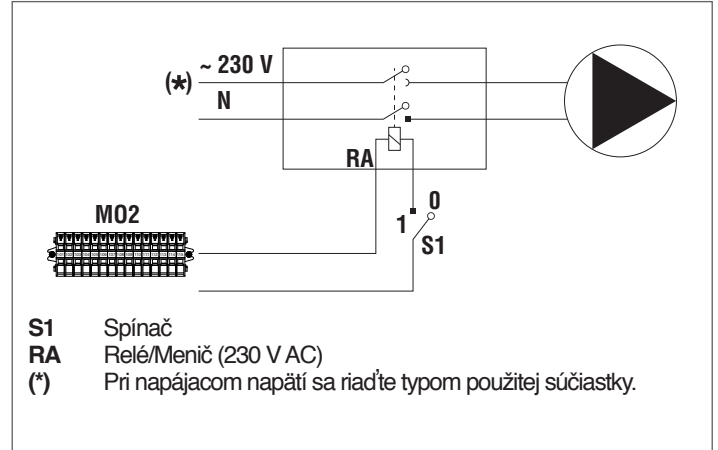 ~ 230 V
(*)
N
RA
MO2
0
1
S1
S1 Spínač
RA Relé/Menič (230 V AC)
(*) Pri napájacom napätí sa riaďte typom použitej súčiastky.